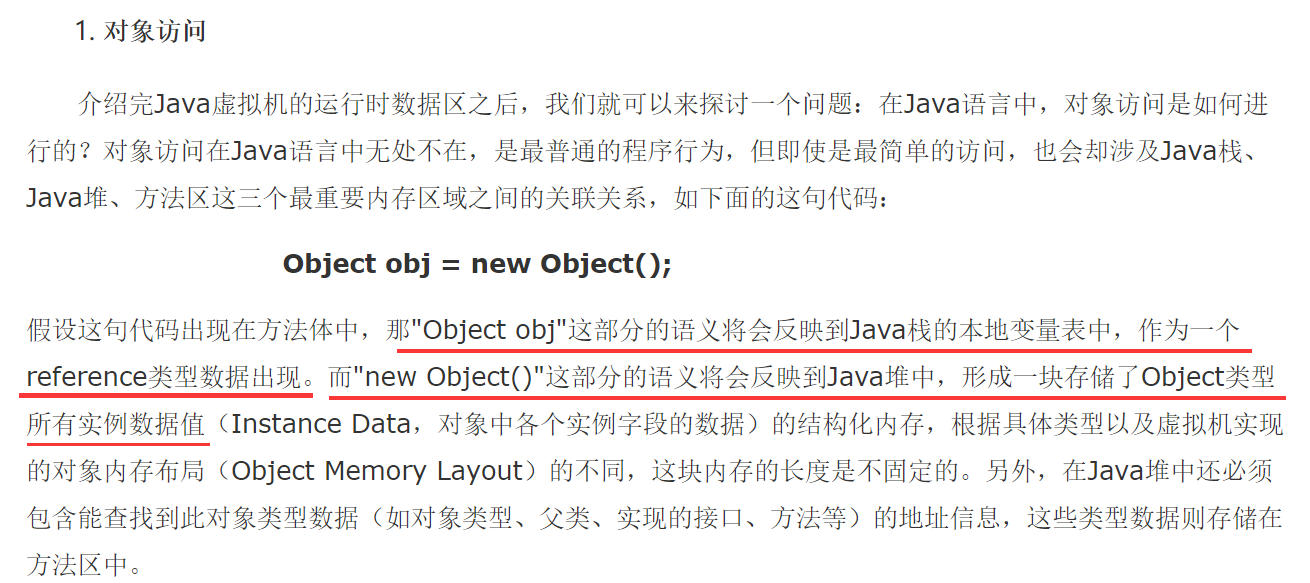 1. 对象访问
介绍完Java虚拟机的运行时数据区之后，我们就可以来探讨一个问题：在Java语言中，对象访问是如何进
行的？对象访问在Java语言中无处不在，是最普通的程序行为，但即使是最简单的访问，也会却涉及Java栈、
Java堆、方法区这三个最重要内存区域之间的关联关系，如下面的这句代码：
Object obj = new Object();
假设这句代码出现在方法体中，那"Object obj"这部分的语义将会反映到Java栈的本地变量表中，作为一个
reference类型数据出现。而"new Object()"这部分的语义将会反映到Java堆中，形成一块存储了Object类型
所有实例数据值（Instance Data，对象中各个实例字段的数据）的结构化内存，根据具体类型以及虚拟机实现
的对象内存布局（Object Memory Layout）的不同，这块内存的长度是不固定的。另外，在Java堆中还必须
包含能查找到此对象类型数据（如对象类型、父类、实现的接口、方法等）的地址信息，这些类型数据则存储在
方法区中。